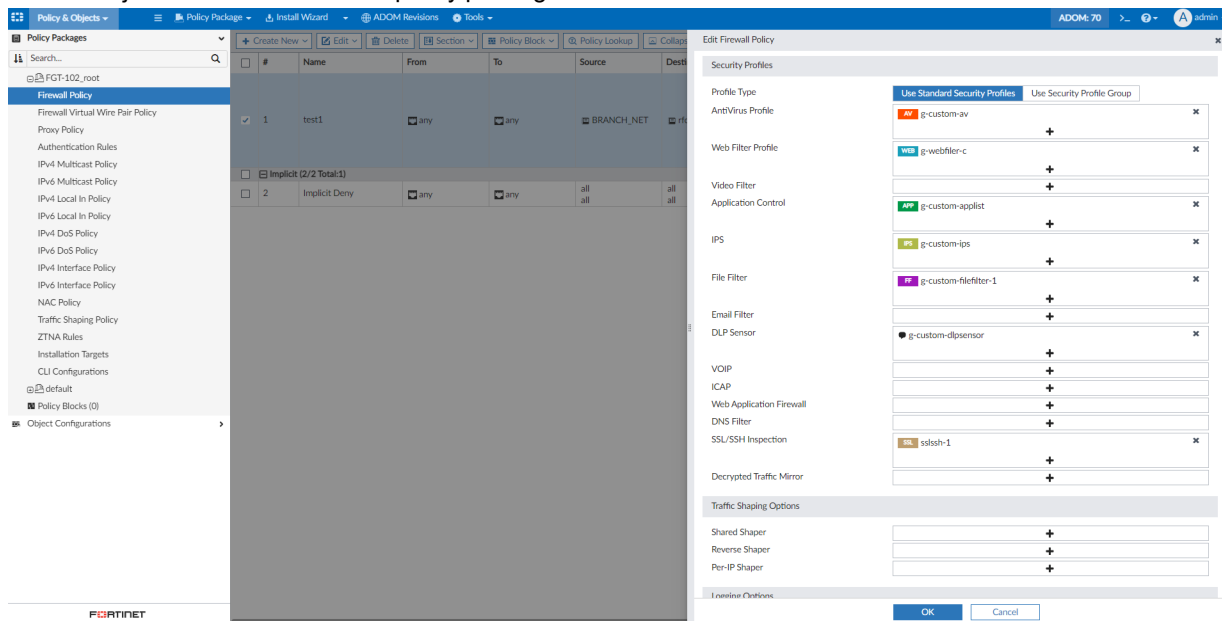 Policy & Objects
Policy Package
Install Wizard
ADOM Revisions
Tools
ADOM: 70
>_
A admin
Policy Packages
Search...
FGT-102_root
Firewall Policy
Firewall Virtual Wire Pair Policy
Proxy Policy
Authentication Rules
IPv4 Multicast Policy
IPv6 Multicast Policy
IPv4 Local In Policy
IPv6 Local In Policy
IPv4 DoS Policy
IPv6 DoS Policy
IPv4 Interface Policy
IPv6 Interface Policy
NAC Policy
Traffic Shaping Policy
ZTNA Rules
Installation Targets
CLI Configurations
default
Policy Blocks (0)
Object Configurations
FORTINET
+ Create New Edit Delete Section Policy Block Policy Lookup Collaps
# Name From To Source Desti
1 test1 any any BRANCH_NET rfc
Implicit (2/2 Total:1)
2 Implicit Deny any any all all
all all
Edit Firewall Policy
Security Profiles
Profile Type Use Standard Security Profiles Use Security Profile Group
AntiVirus Profile AV g-custom-av
Web Filter Profile WEB g-webfiler-c
Video Filter
Application Control APP g-custom-applist
IPS IPS g-custom-ips
File Filter FF g-custom-filefilter-1
Email Filter
DLP Sensor g-custom-dlpsensor
VOIP
ICAP
Web Application Firewall
DNS Filter
SSL/SSH Inspection SSL sslssh-1
Decrypted Traffic Mirror
Traffic Shaping Options
Shared Shaper
Reverse Shaper
Per-IP Shaper
Logging Options
OK Cancel